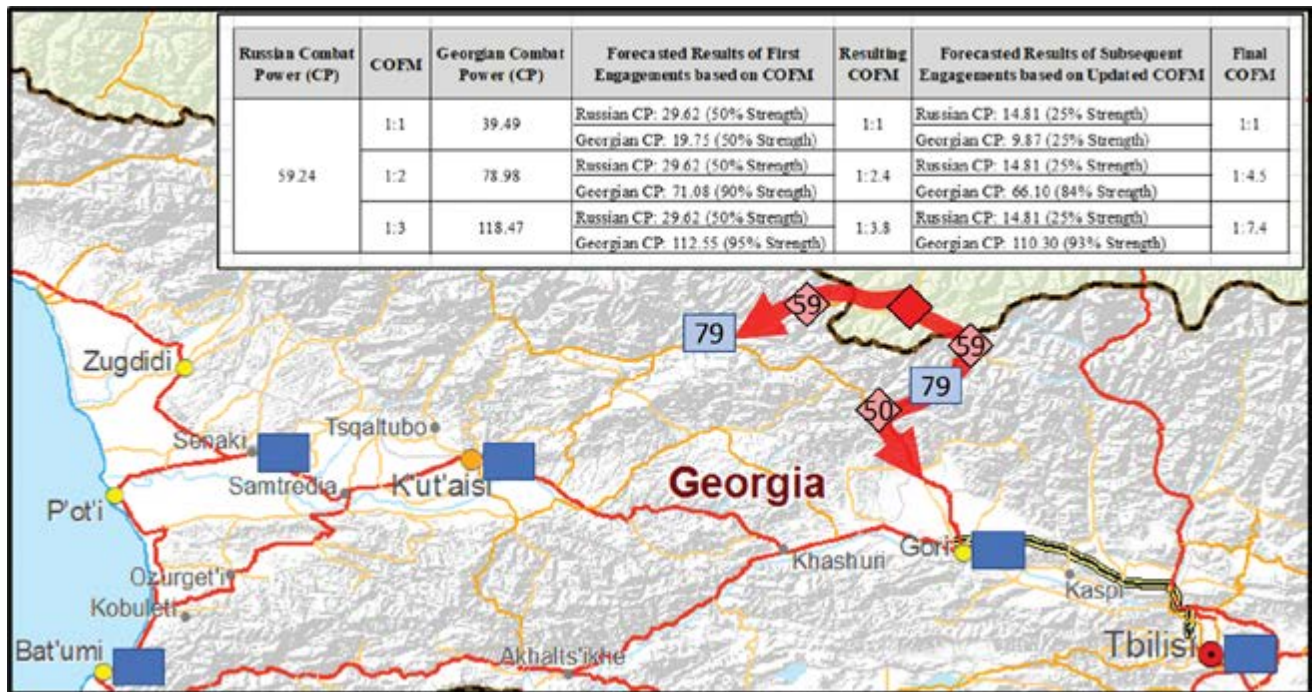 Russian Combat Power (CP)
COFM
Georgian Combat Power (CP)
Forecasted Results of First Engagements based on COFM
Resulting COFM
Forecasted Results of Subsequent Engagements based on Updated COFM
Final COFM
59.24
1:1
39.49
Russian CP: 29.62 (50% Strength)
Georgian CP: 19.75 (50% Strength)
1:1
Russian CP: 14.81 (25% Strength)
Georgian CP: 9.87 (25% Strength)
1:1
1:2
78.98
Russian CP: 29.62 (50% Strength)
Georgian CP: 71.08 (90% Strength)
1:2.4
Russian CP: 14.81 (25% Strength)
Georgian CP: 66.10 (84% Strength)
1:4.5
1:3
118.47
Russian CP: 29.62 (50% Strength)
Georgian CP: 112.55 (95% Strength)
1:3.8
Russian CP: 14.81 (25% Strength)
Georgian CP: 110.30 (93% Strength)
1:7.4
59
79
59
79
50
Zugdidi
Tsqaltubo
Senaki
K'ut'aisi
Samtredia
Georgia
P'ot'i
Khashuri
Gori
Ozurget'i
Kaspi
Kobuleti
Bat'umi
Akhalts'ikhe
Tbilisi